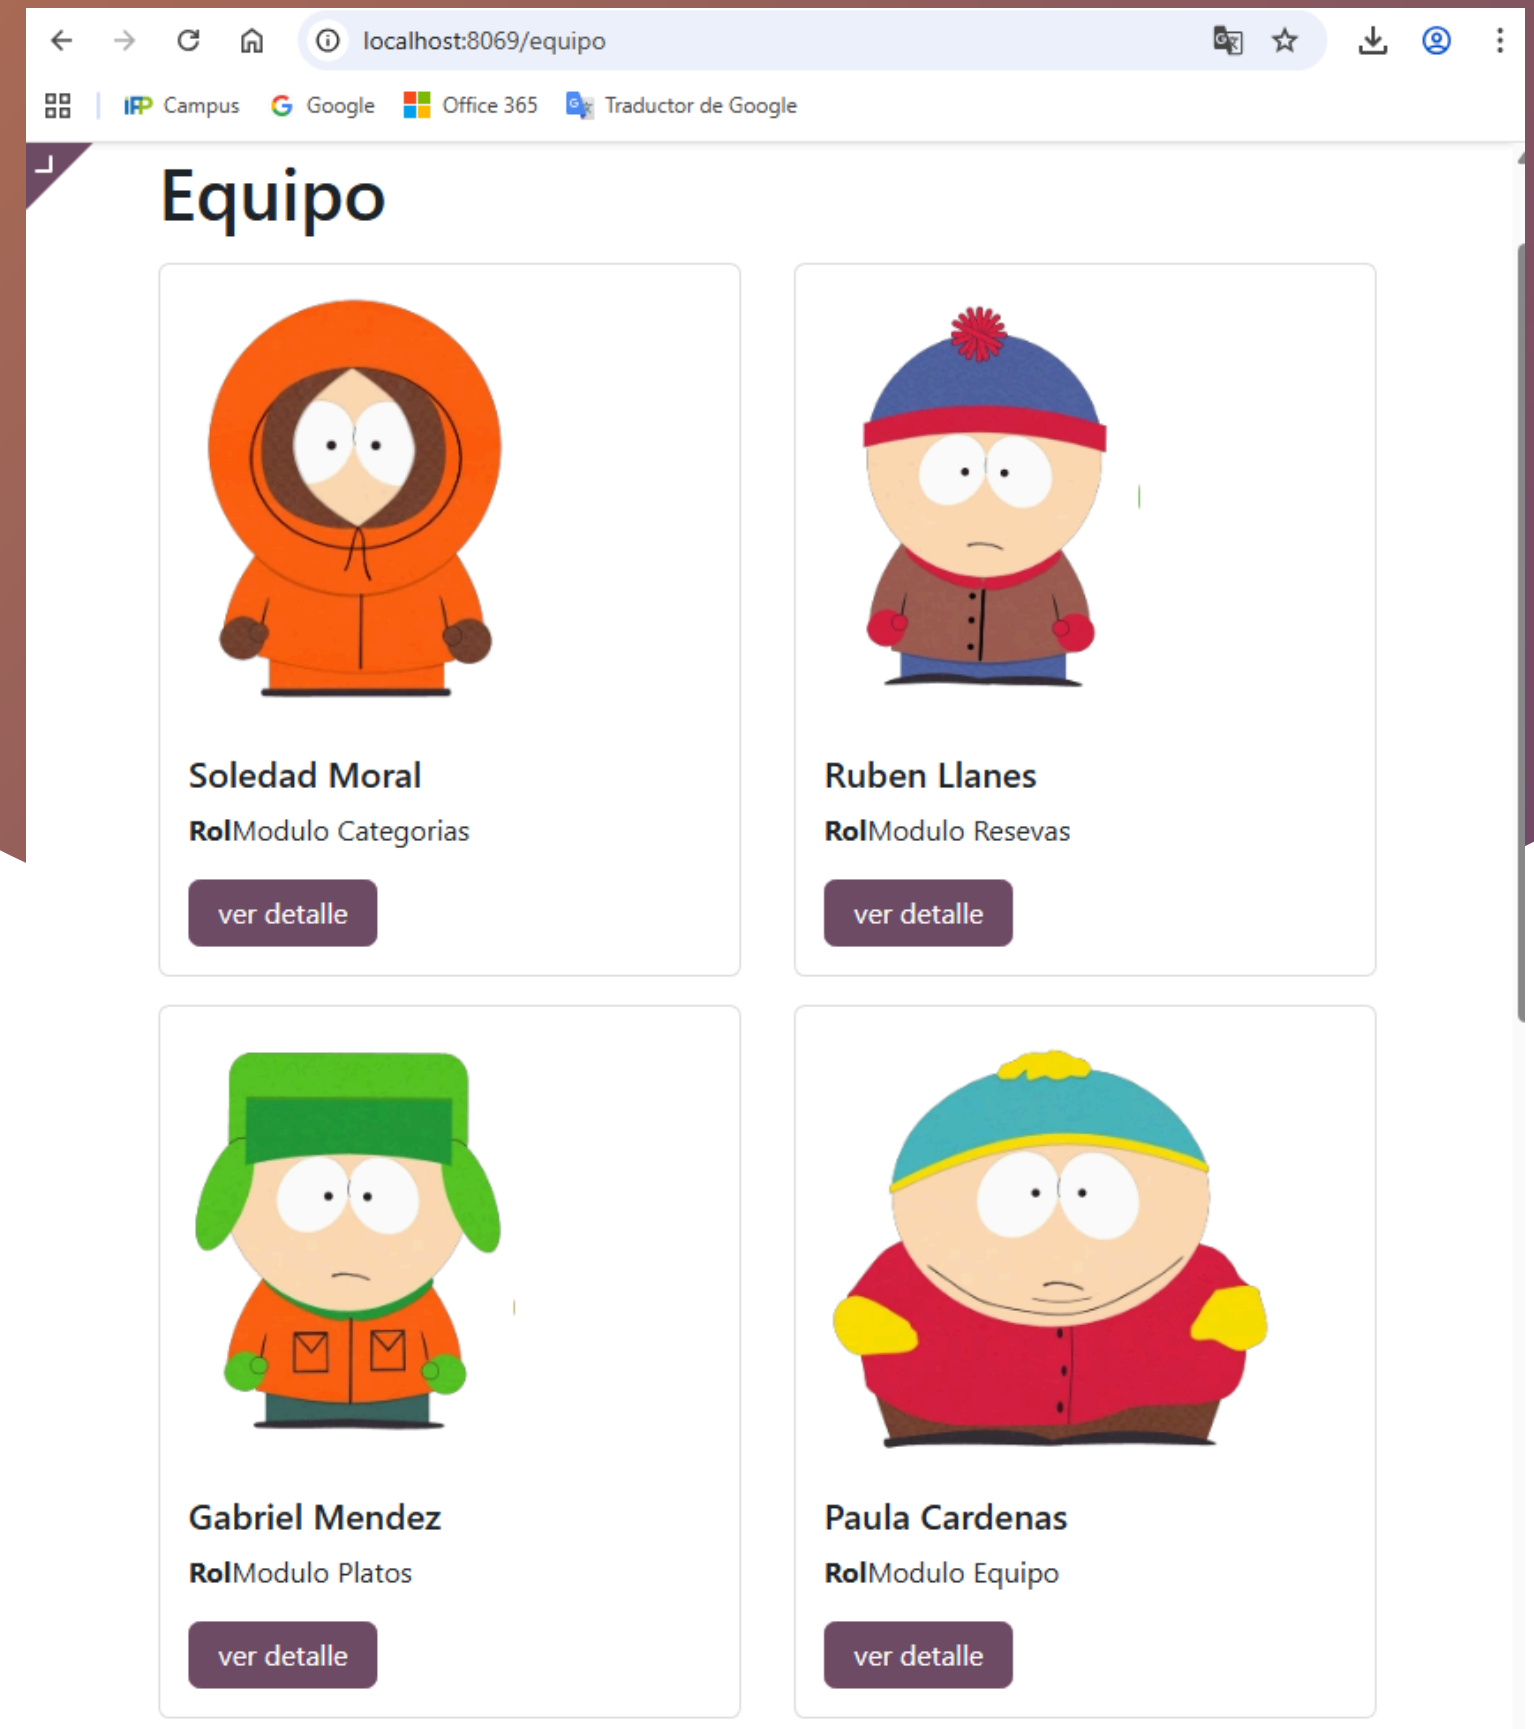 localhost:8069/equipo
iFP Campus Google Office 365 Traductor de Google
Equipo
Soledad Moral
RolModulo Categorias
ver detalle
Ruben Llanes
RolModulo Resevas
ver detalle
Gabriel Mendez
RolModulo Platos
ver detalle
Paula Cardenas
RolModulo Equipo
ver detalle